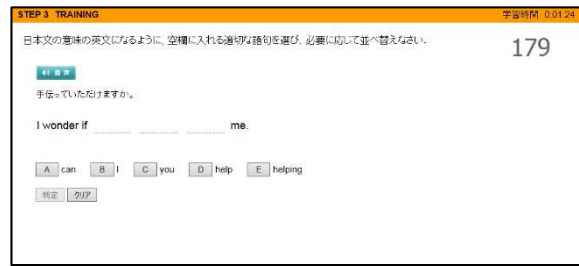 STEP 3 TRAINING 学習時間 0:01:24
日本文の意味の英文になるように、空欄に入れる適切な語句を選び、必要に応じて並べ替えなさい.
179
音声
手伝っていただけますか。
I wonder if me.
A can B I C you D help E helping
判定 クリア